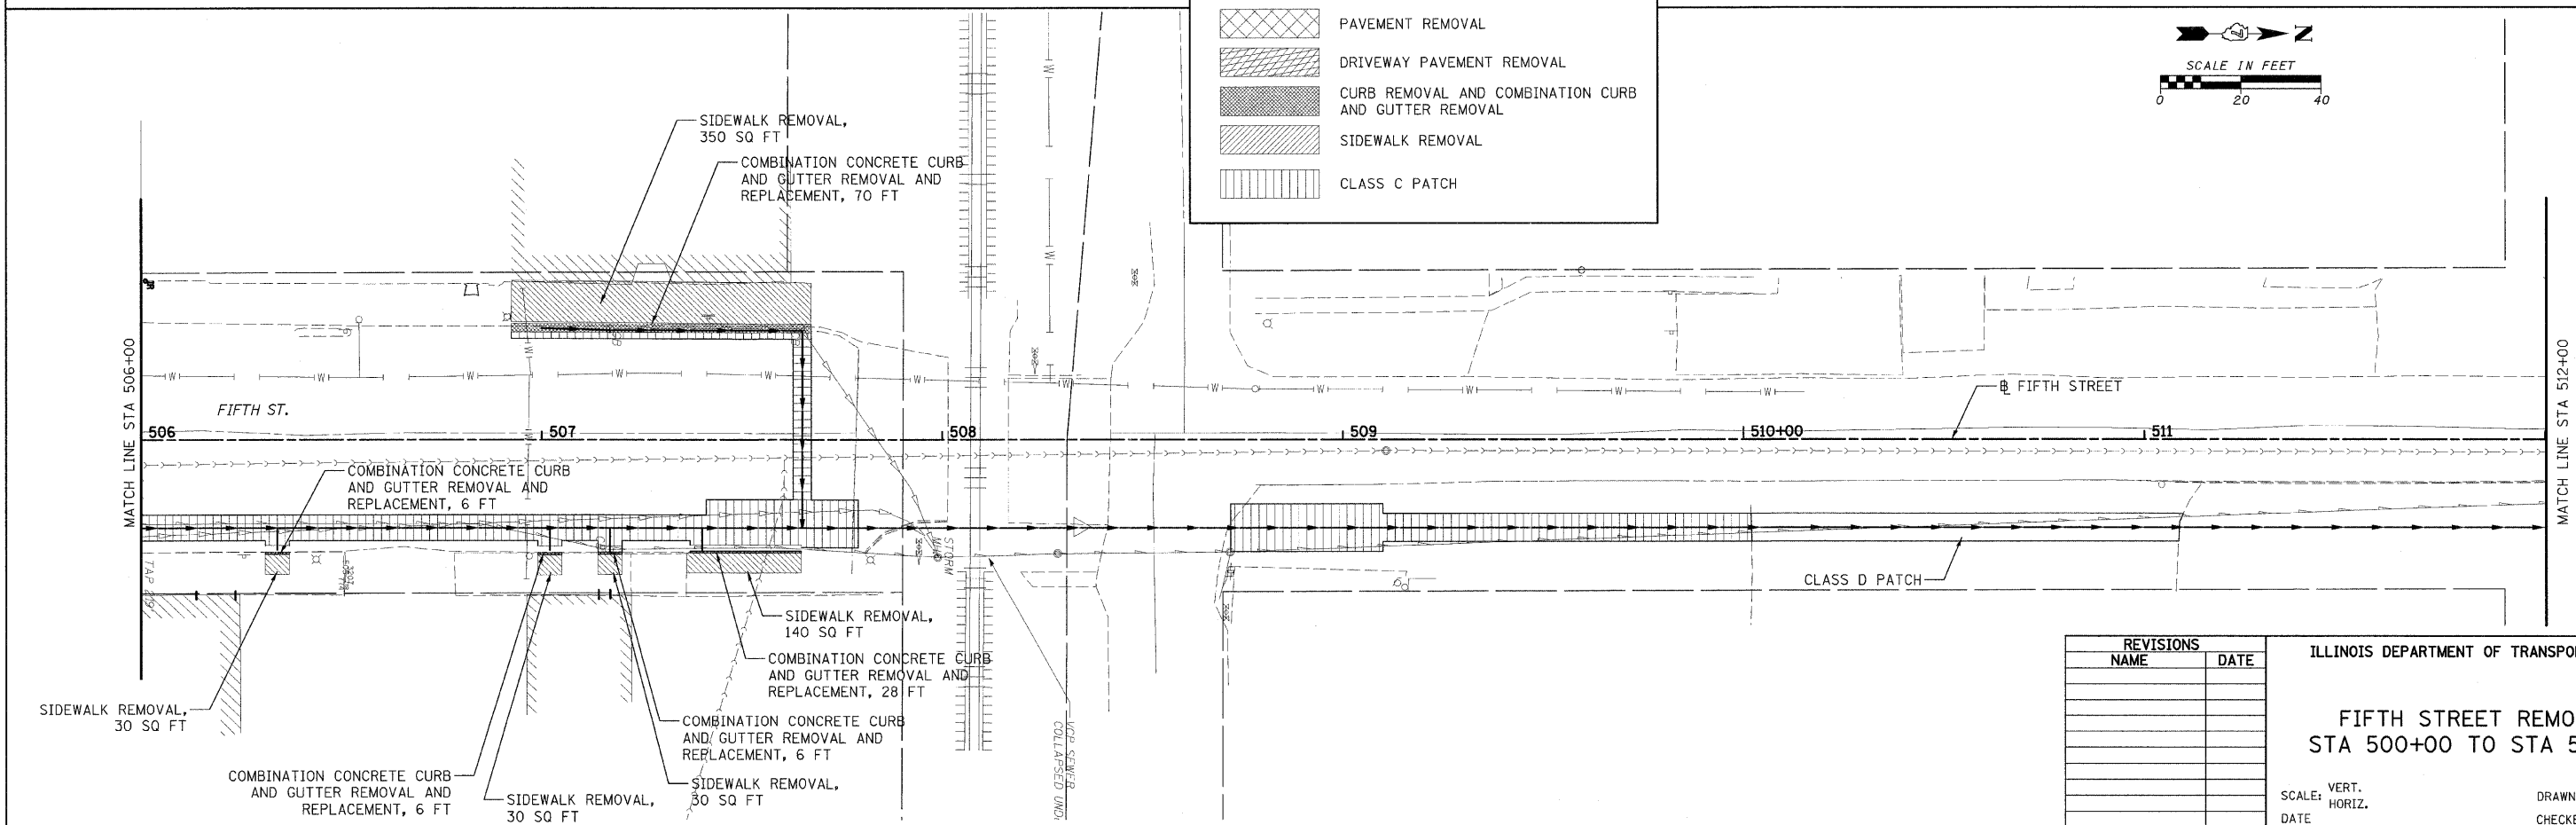 PAVEMENT REMOVAL
DRIVEWAY PAVEMENT REMOVAL
CURB REMOVAL AND COMBINATION CURB
AND GUTTER REMOVAL
SIDEWALK REMOVAL
CLASS C PATCH
N
SCALE IN FEET
0 20 40
SIDEWALK REMOVAL,
350 SQ FT
COMBINATION CONCRETE CURB
AND GUTTER REMOVAL AND
REPLACEMENT, 70 FT
MATCH LINE STA 506+00
FIFTH ST.
506
507
508
509
510+00
511
℄ FIFTH STREET
MATCH LINE STA 512+00
COMBINATION CONCRETE CURB
AND GUTTER REMOVAL AND
REPLACEMENT, 6 FT
STORM
CLASS D PATCH
SIDEWALK REMOVAL,
140 SQ FT
COMBINATION CONCRETE CURB
AND GUTTER REMOVAL AND
REPLACEMENT, 28 FT
SIDEWALK REMOVAL,
30 SQ FT
COMBINATION CONCRETE CURB
AND GUTTER REMOVAL AND
REPLACEMENT, 6 FT
COMBINATION CONCRETE CURB
AND GUTTER REMOVAL AND
REPLACEMENT, 6 FT
SIDEWALK REMOVAL,
30 SQ FT
SIDEWALK REMOVAL,
30 SQ FT
VCP SEWER
COLLAPSED
REVISIONS
NAME DATE
ILLINOIS DEPARTMENT OF
FIFTH STREET
STA 500+00 TO STA
SCALE: VERT.
HORIZ.
DATE
DRAWN